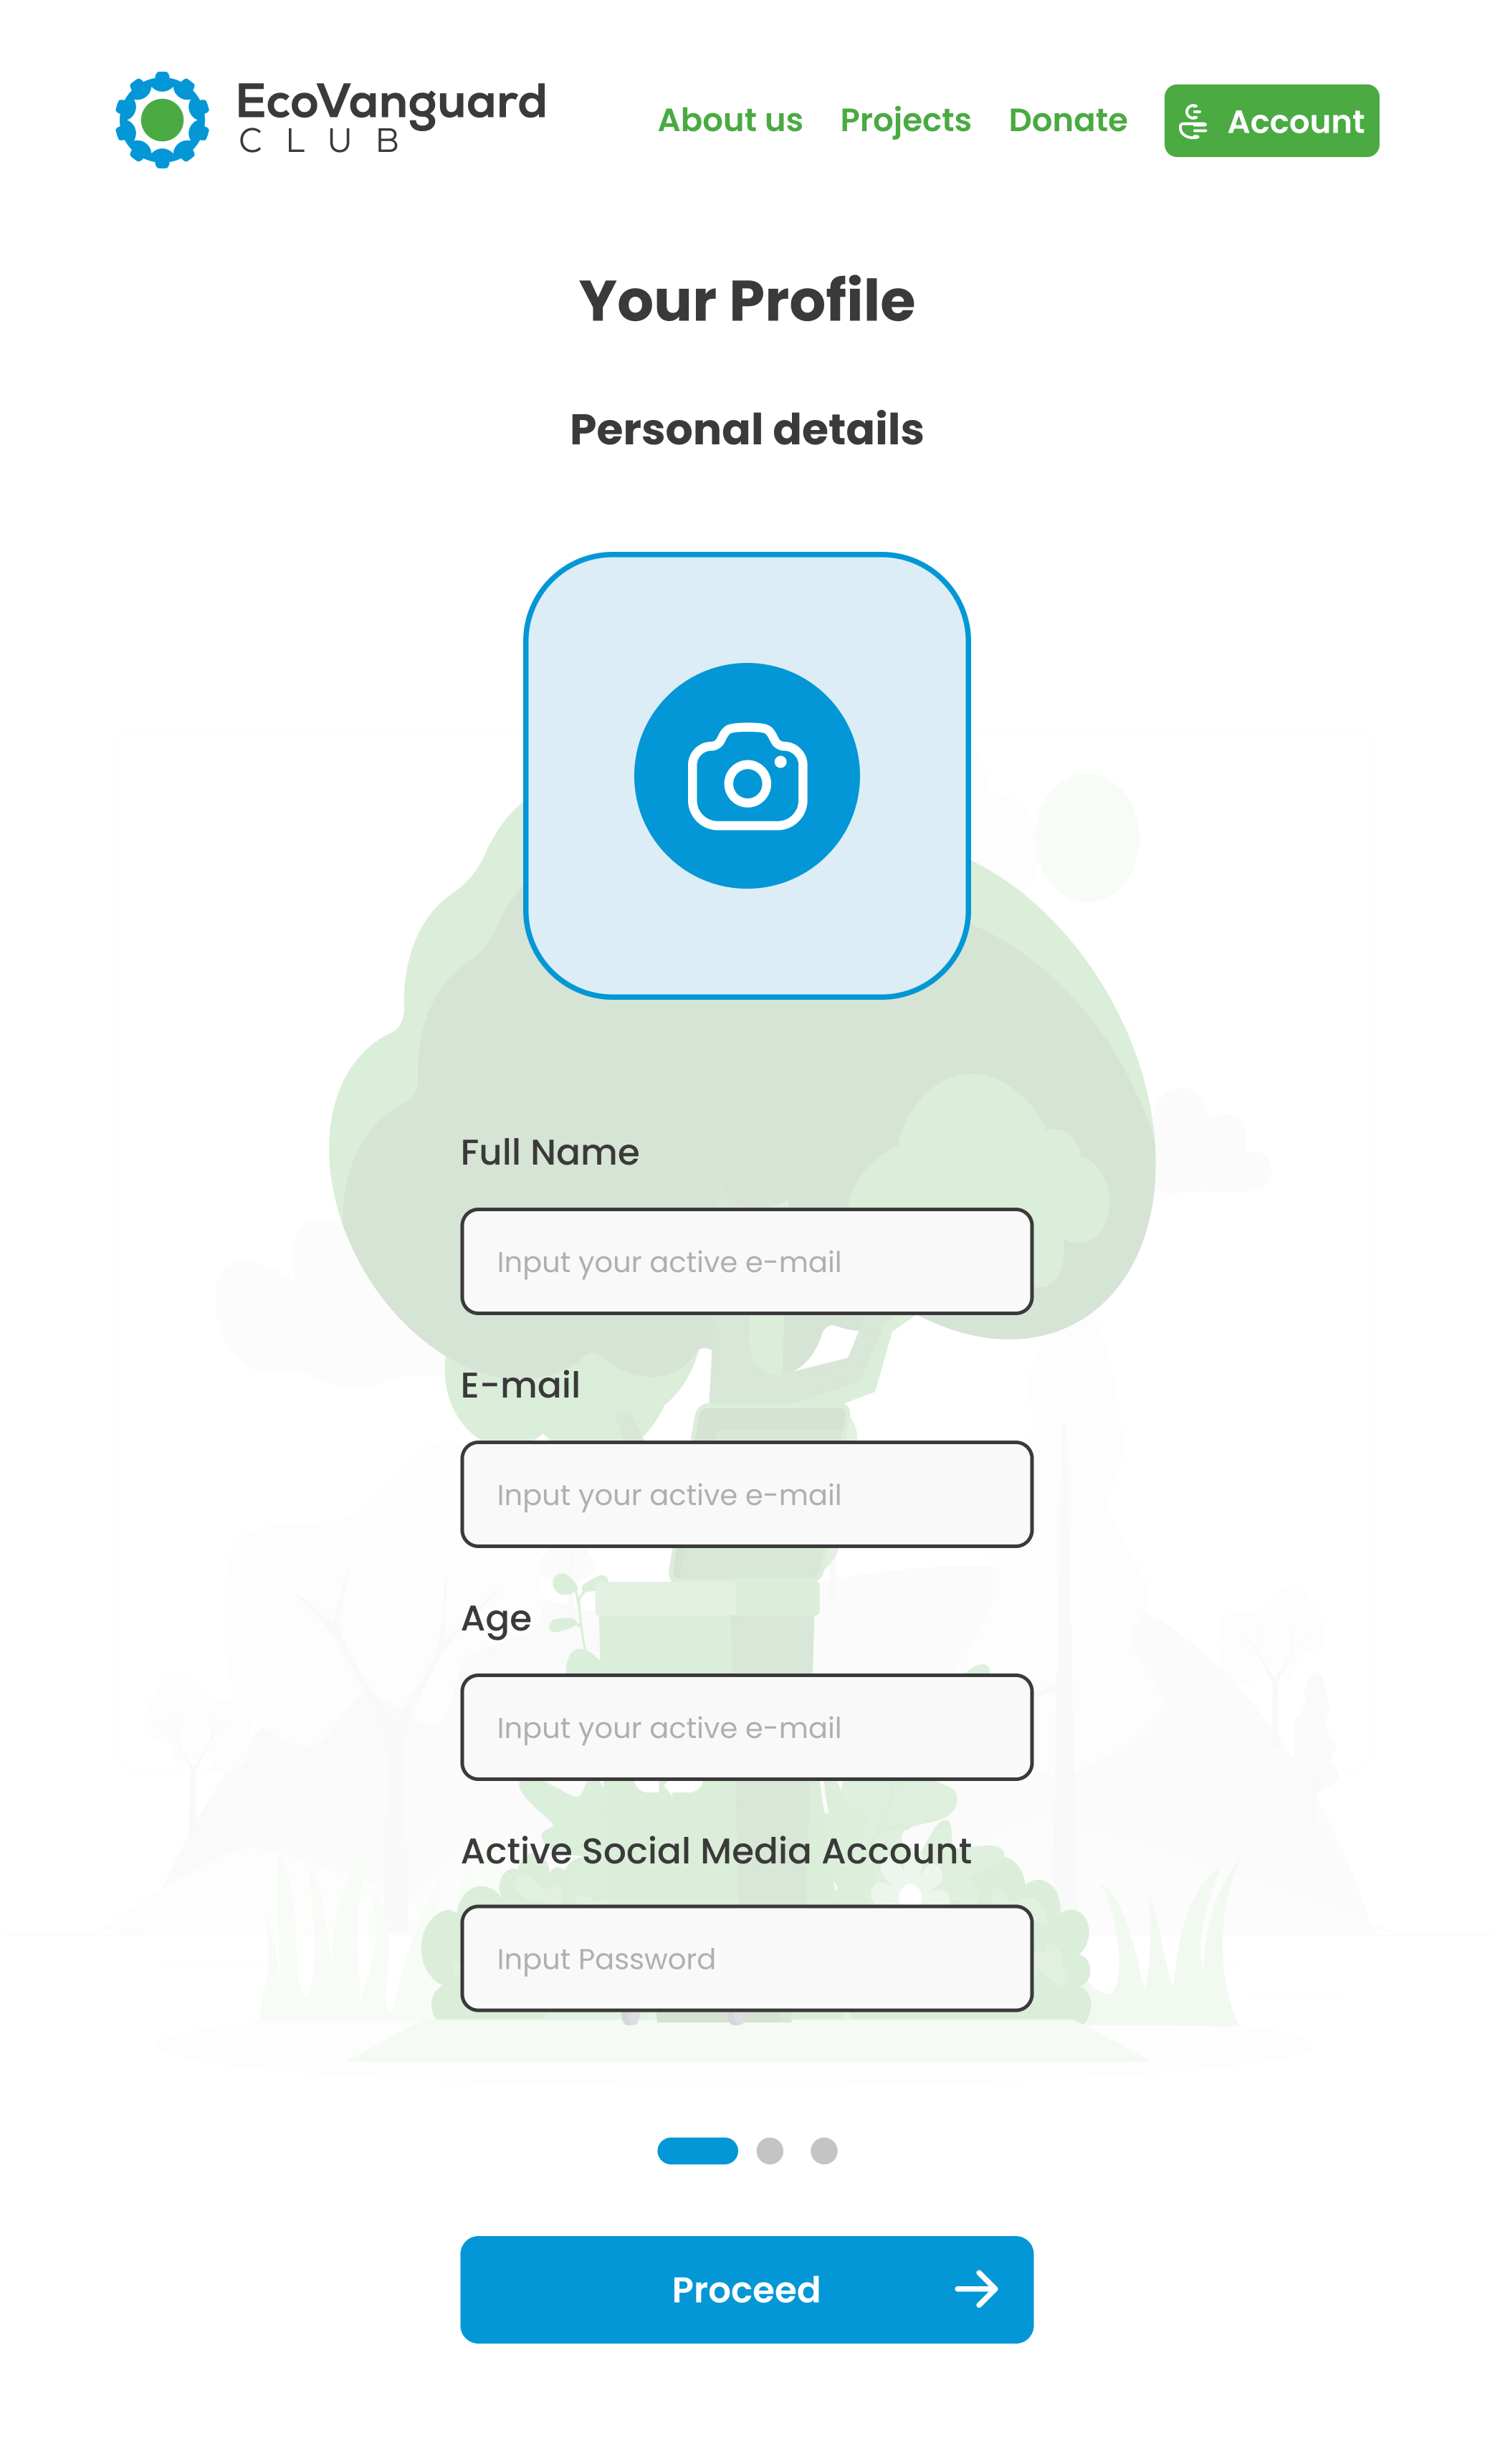 EcoVanguard
CLUB
About us
Projects
Donate
Account
Your Profile
Personal details
Full Name
Input your active e-mail
E-mail
Input your active e-mail
Age
Input your active e-mail
Active Social Media Account
Input Password
Proceed